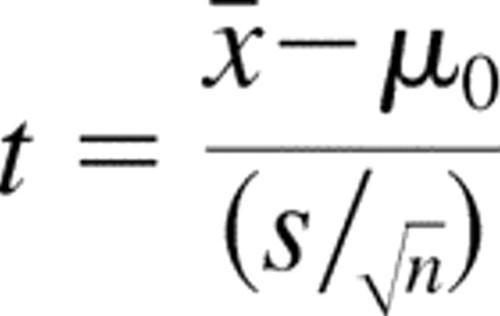 t = (x̄ − μ₀) / (s/√n)